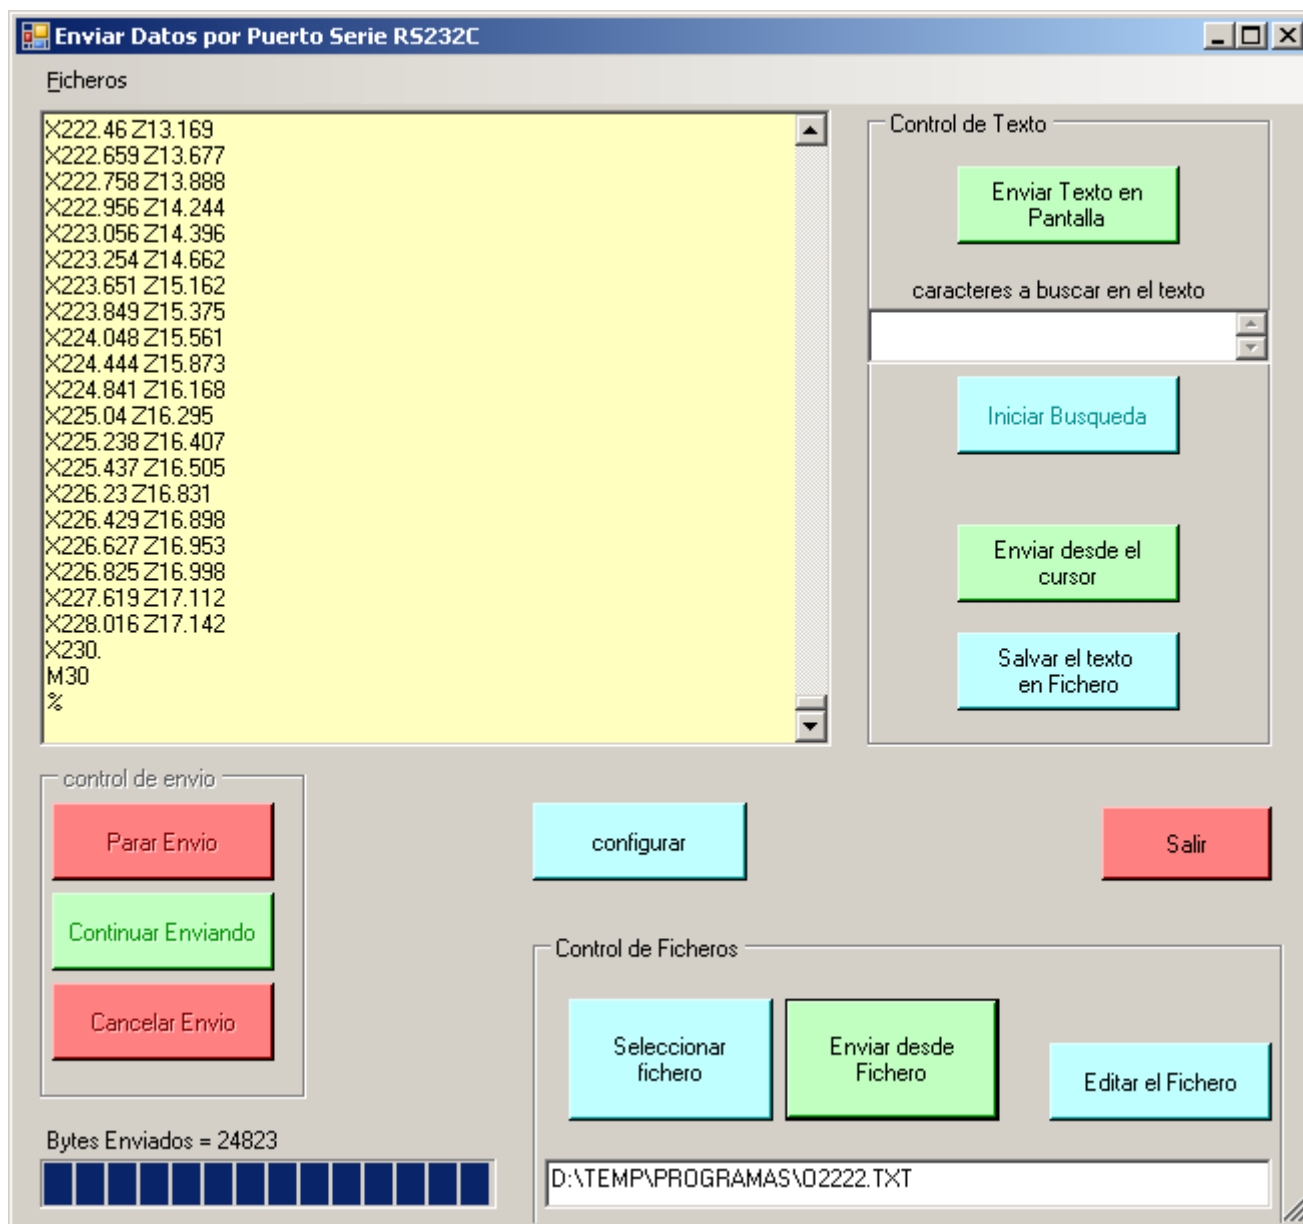 Enviar Datos por Puerto Serie RS232C
Ficheros
X222.46 Z13.169
X222.659 Z13.677
X222.758 Z13.888
X222.956 Z14.244
X223.056 Z14.396
X223.254 Z14.662
X223.651 Z15.162
X223.849 Z15.375
X224.048 Z15.561
X224.444 Z15.873
X224.841 Z16.168
X225.04 Z16.295
X225.238 Z16.407
X225.437 Z16.505
X226.23 Z16.831
X226.429 Z16.898
X226.627 Z16.953
X226.825 Z16.998
X227.619 Z17.112
X228.016 Z17.142
X230.
M30
%
Control de Texto
Enviar Texto en
Pantalla
caracteres a buscar en el texto
Iniciar Busqueda
Enviar desde el
cursor
Salvar el texto
en Fichero
control de envio
Parar Envio
Continuar Enviando
Cancelar Envio
configurar
Salir
Control de Ficheros
Seleccionar
fichero
Enviar desde
Fichero
Editar el Fichero
Bytes Enviados = 24823
D:\TEMP\PROGRAMAS\O2222.TXT